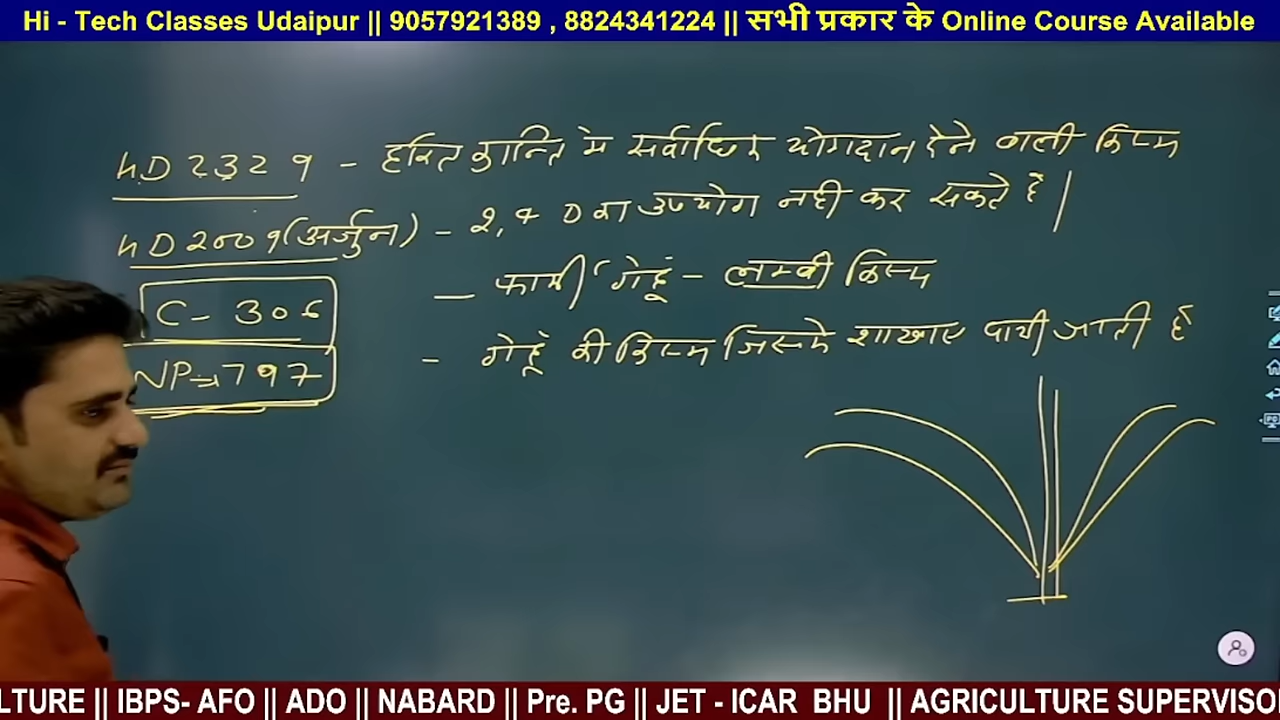 Hi - Tech Classes Udaipur || 9057921389 , 8824341224 || सभी प्रकार के Online Course Available
HD 2329 - हरित क्रान्ति मे सर्वाधिक योगदान देने वाली किस्म
HD 2009 (अर्जुन) - 2,4 D का उपयोग नही कर सकते है |
C - 306 - फार्मी गेहूं - लम्बी किस्म
NP - 797 - गेहूं की किस्म जिसमे शाखाए पायी जाती है
LTURE || IBPS- AFO || ADO || NABARD || Pre. PG || JET - ICAR BHU || AGRICULTURE SUPERVISO